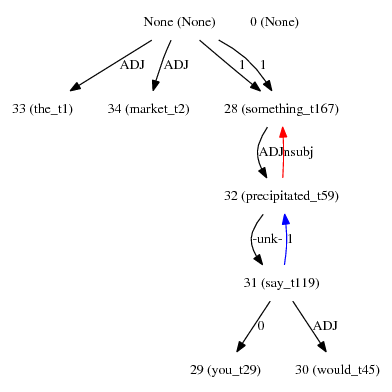 None (None) 0 (None)
ADJ ADJ 1 1
33 (the_t1) 34 (market_t2) 28 (something_t167)
ADJ nsubj
32 (precipitated_t59)
-unk- 1
31 (say_t119)
0 ADJ
29 (you_t29) 30 (would_t45)